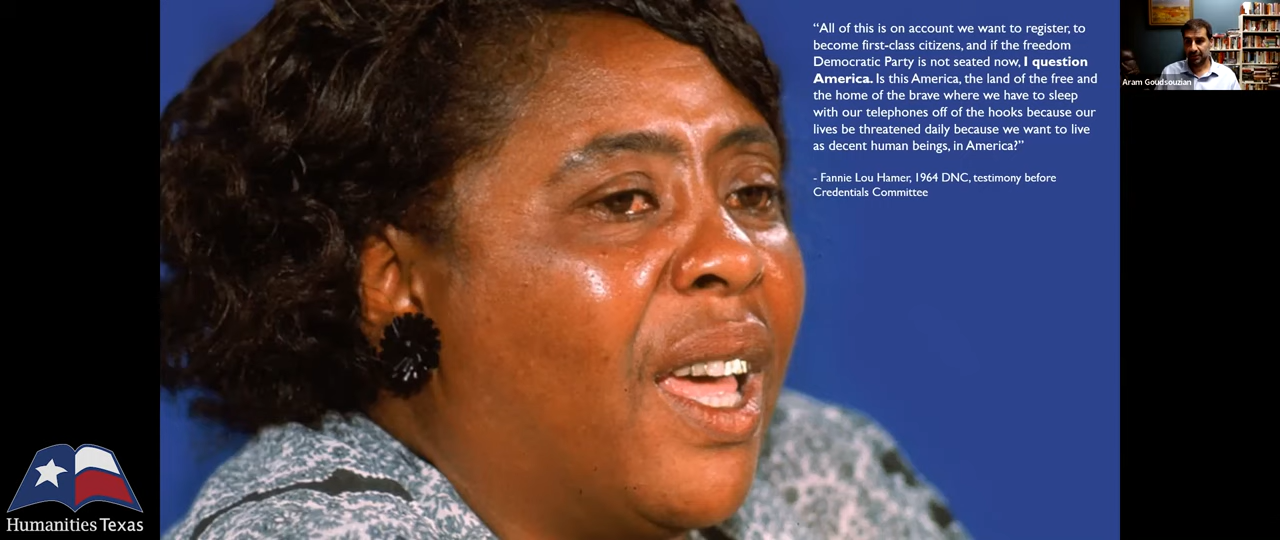 “All of this is on account we want to register, to
become first-class citizens, and if the freedom
Democratic Party is not seated now, I question
America. Is this America, the land of the free and
the home of the brave where we have to sleep
with our telephones off of the hooks because our
lives be threatened daily because we want to live
as decent human beings, in America?”
- Fannie Lou Hamer, 1964 DNC, testimony before
Credentials Committee
Aram Goudsouzian
Humanities Texas